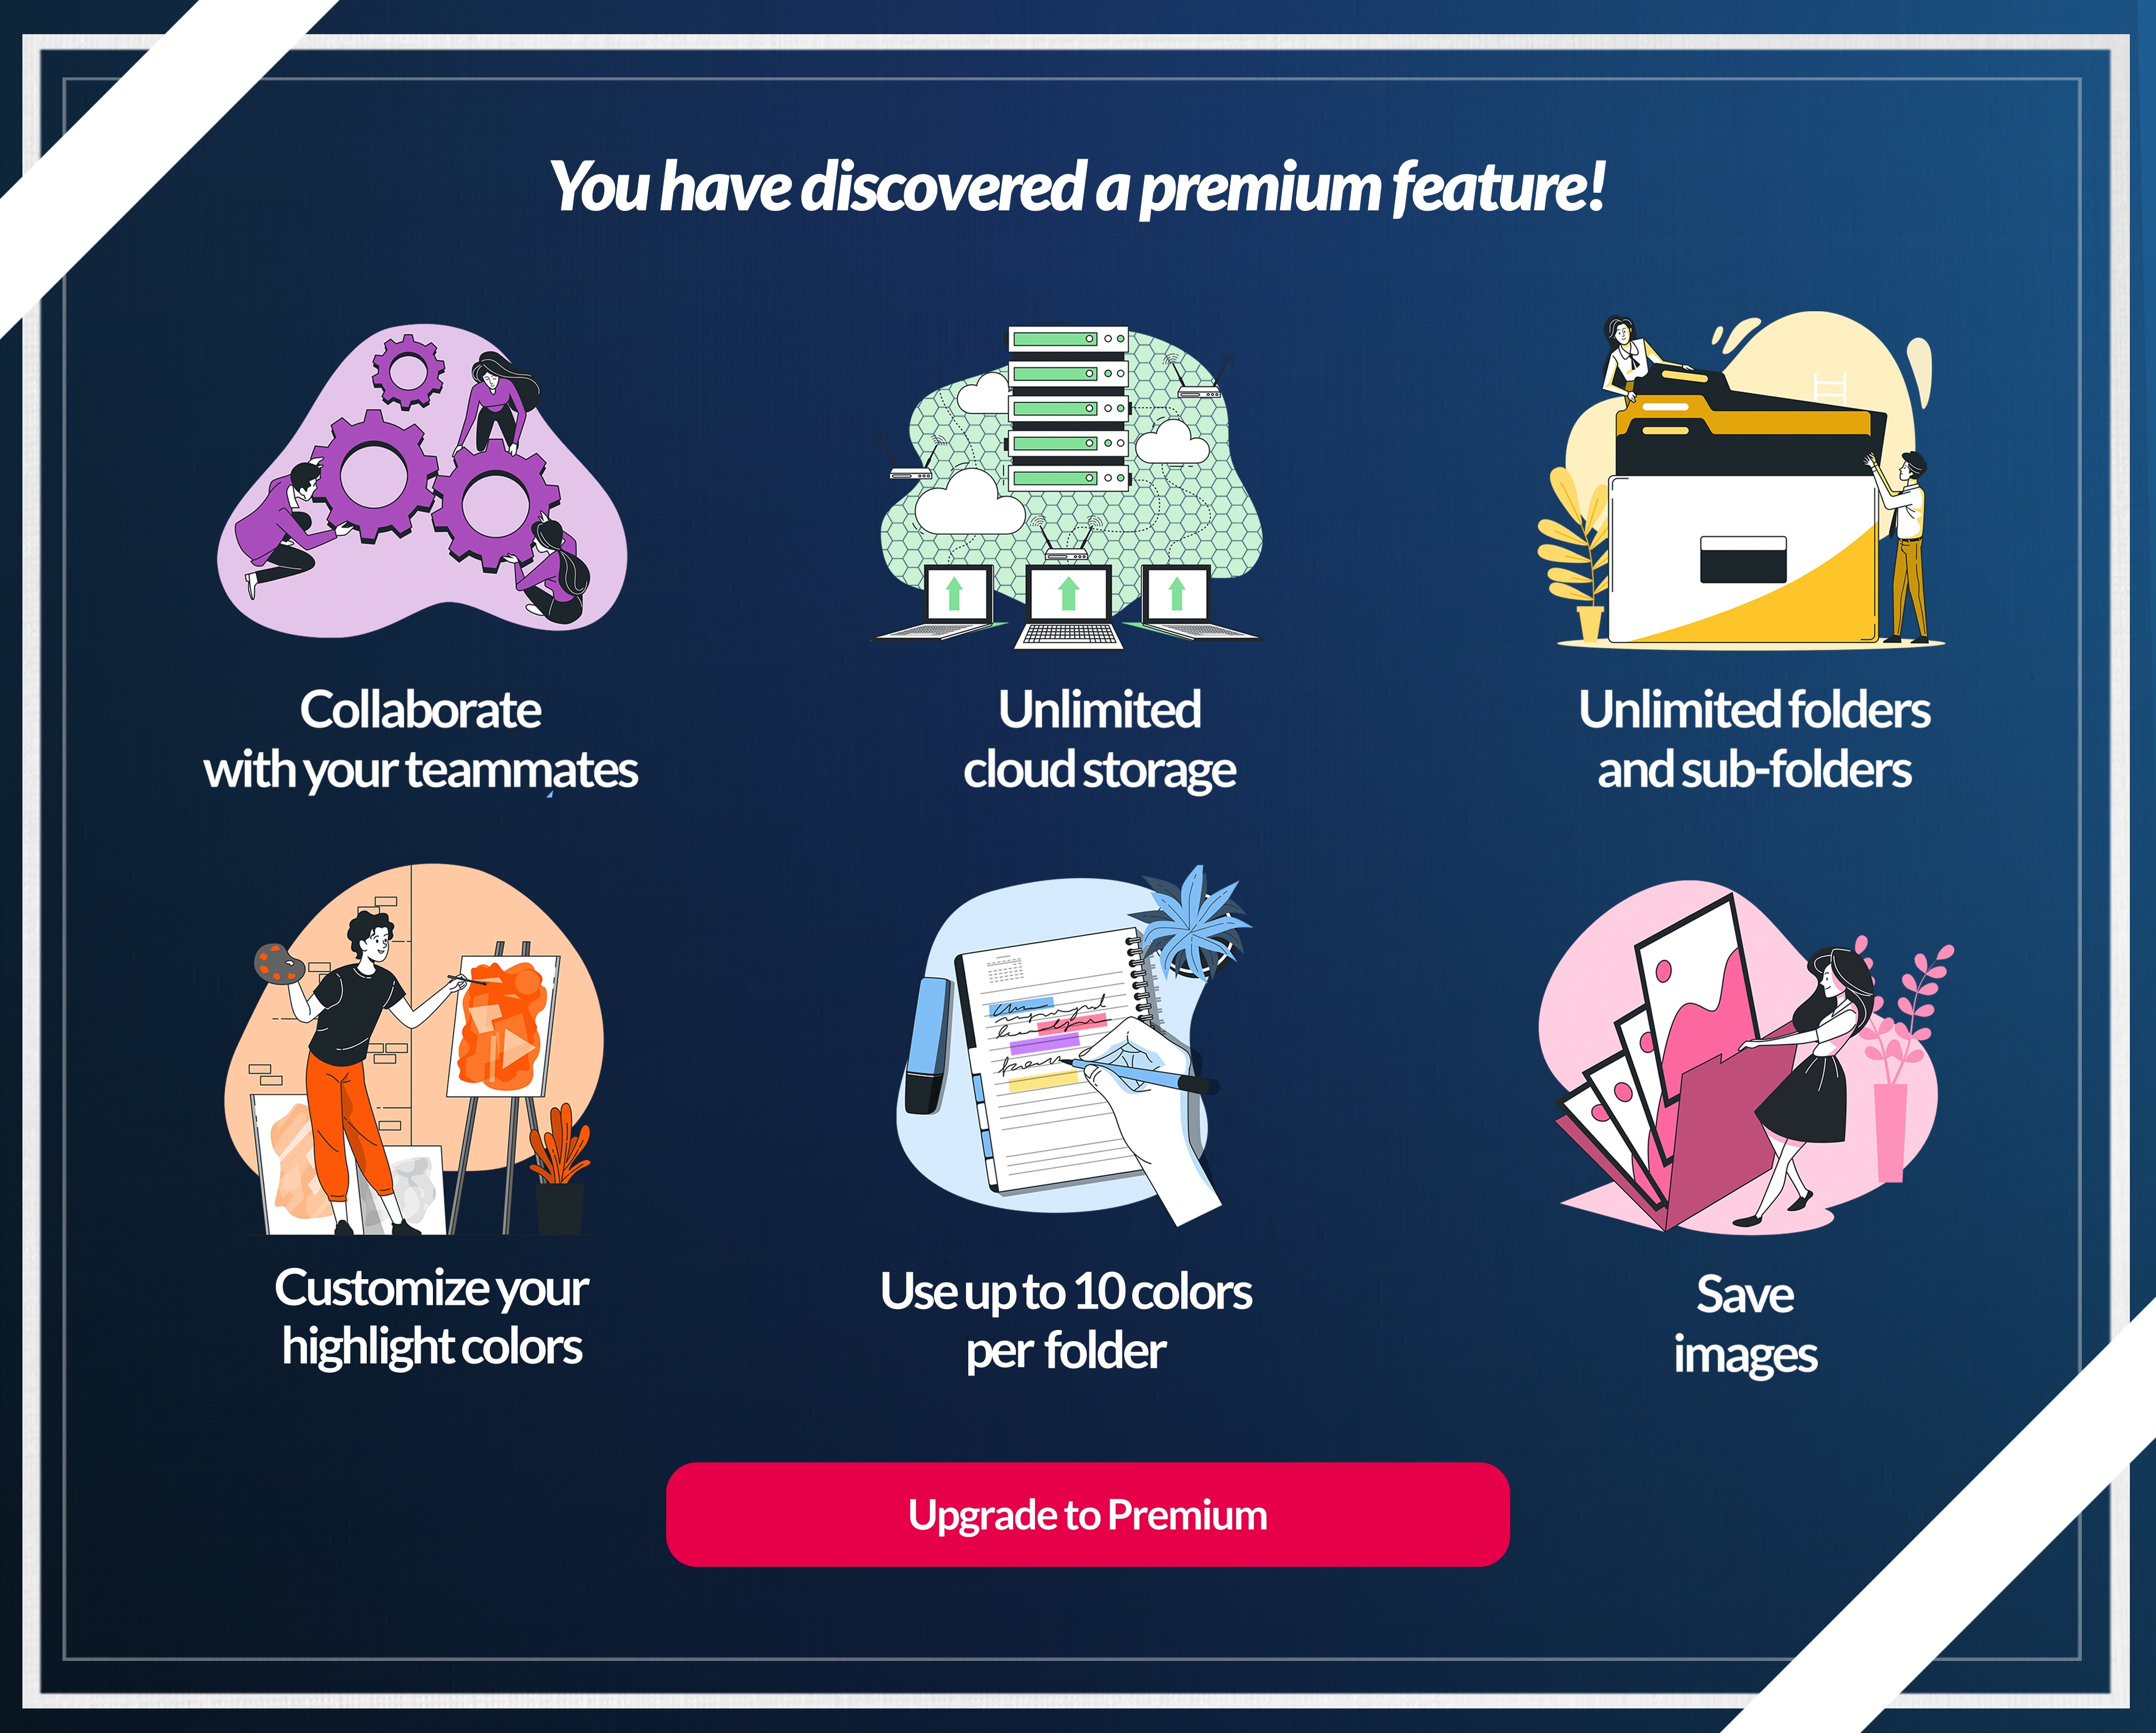 You have discovered a premium feature!
Collaborate
with your teammates
Unlimited
cloud storage
Unlimited folders
and sub-folders
Customize your
highlight colors
Use up to 10 colors
per folder
Save
images
Upgrade to Premium